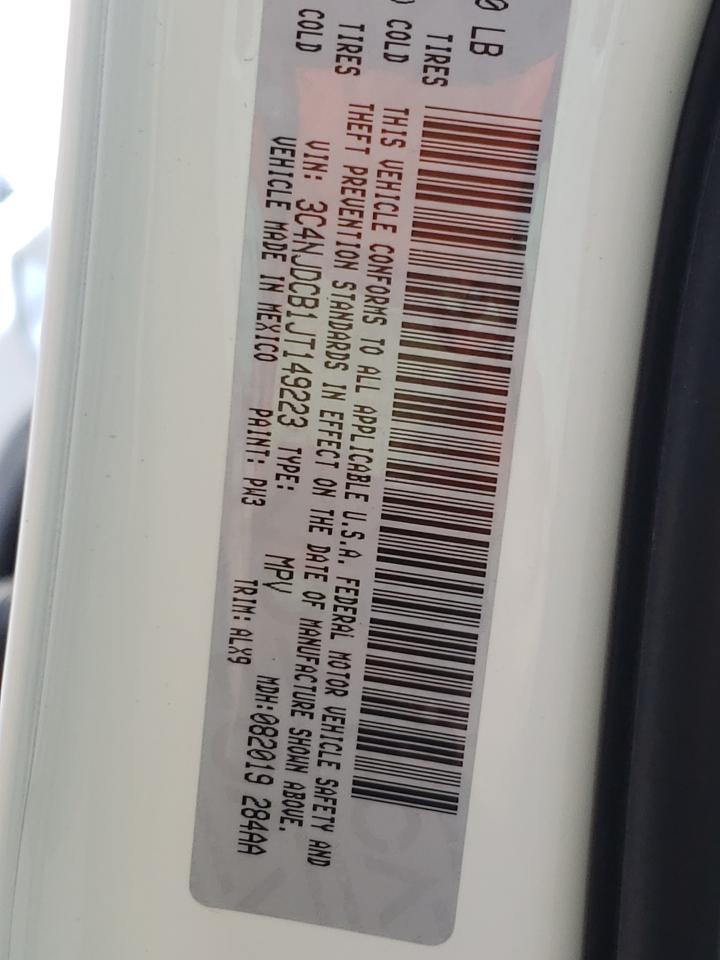 0 LB
TIRES
) COLD
TIRES
COLD
THIS VEHICLE CONFORMS TO ALL APPLICABLE U.S.A. FEDERAL MOTOR VEHICLE SAFETY AND
THEFT PREVENTION STANDARDS IN EFFECT ON THE DATE OF MANUFACTURE SHOWN ABOVE.
VIN: 3C4NJDCB1JT149223 TYPE: MPV MDH:082019 284AA
VEHICLE MADE IN MEXICO PAINT: PW3 TRIM:ALX9